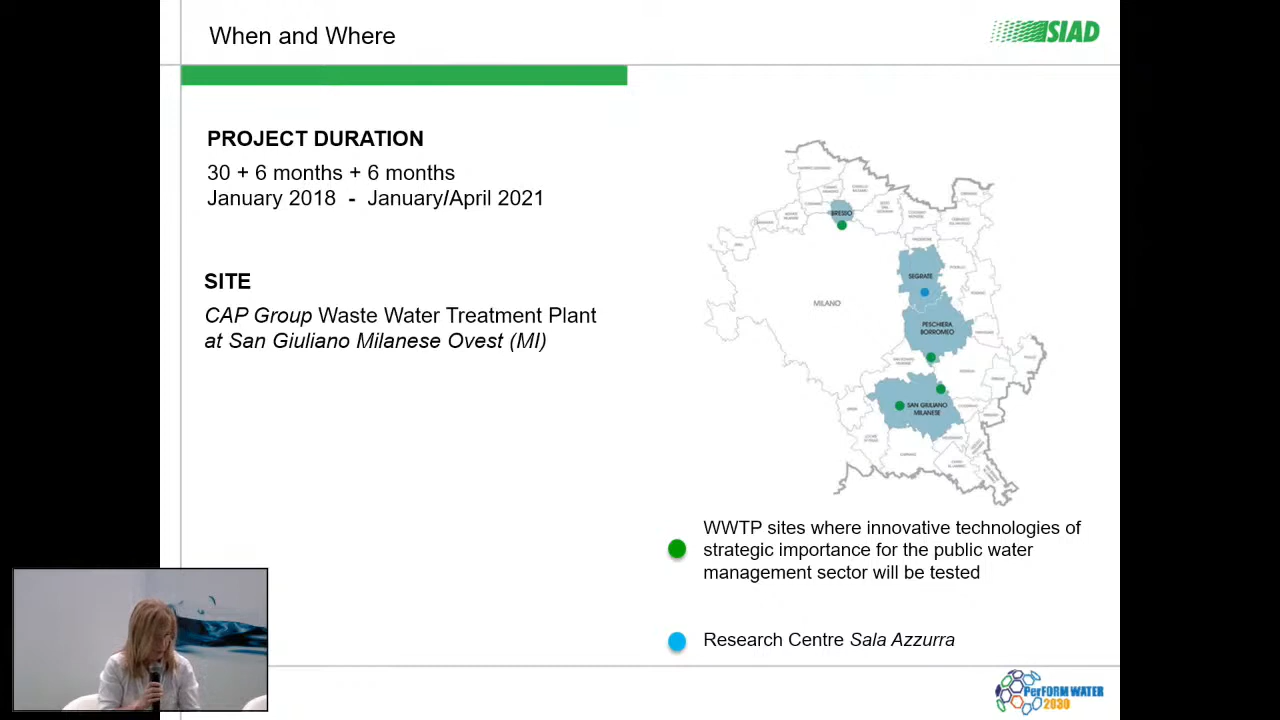 When and Where
SIAD
PROJECT DURATION
30 + 6 months + 6 months
January 2018 - January/April 2021
SITE
CAP Group Waste Water Treatment Plant
at San Giuliano Milanese Ovest (MI)
BRESSO
SEGRATE
MILANO
PESCHIERA
BORROMEO
SAN GIULIANO
MILANESE
WWTP sites where innovative technologies of
strategic importance for the public water
management sector will be tested
Research Centre Sala Azzurra
PerFORM WATER
2030